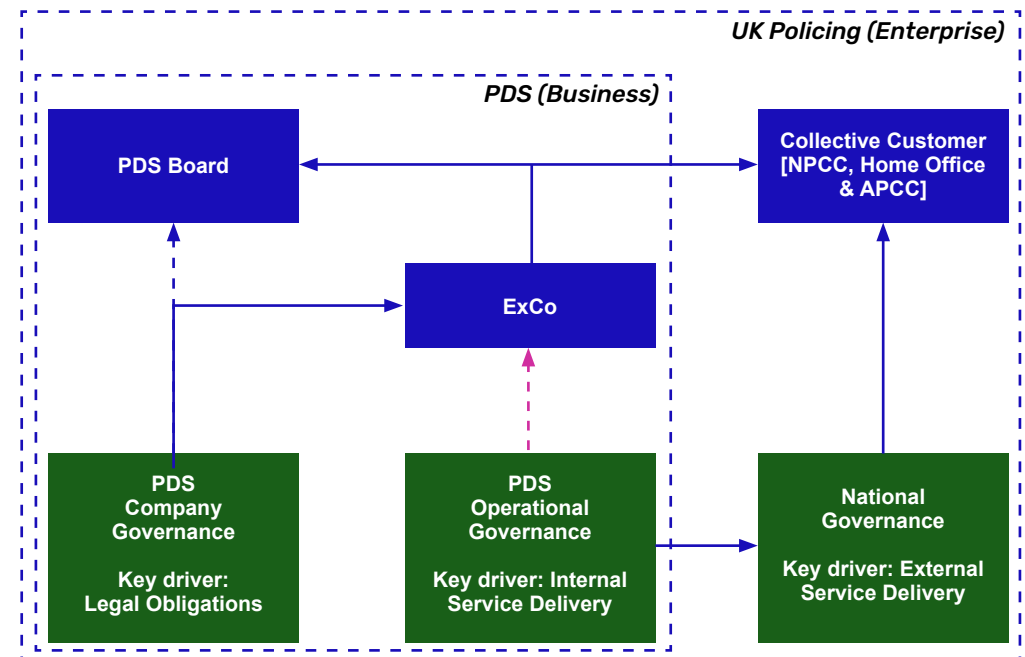 UK Policing (Enterprise)
PDS (Business)
PDS Board
Collective Customer
[NPCC, Home Office
& APCC]
ExCo
PDS
Company
Governance
Key driver:
Legal Obligations
PDS
Operational
Governance
Key driver: Internal
Service Delivery
National
Governance
Key driver: External
Service Delivery